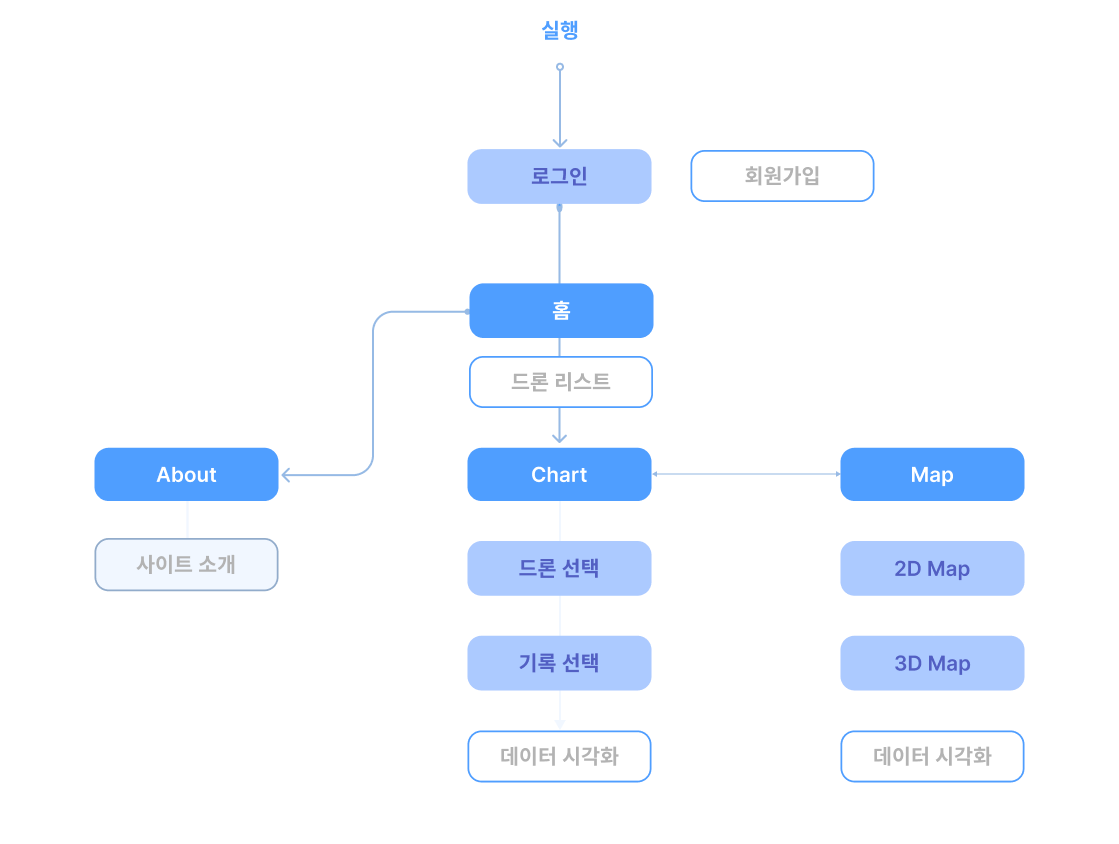 실행
로그인
회원가입
홈
드론 리스트
About
Chart
Map
사이트 소개
드론 선택
2D Map
기록 선택
3D Map
데이터 시각화
데이터 시각화